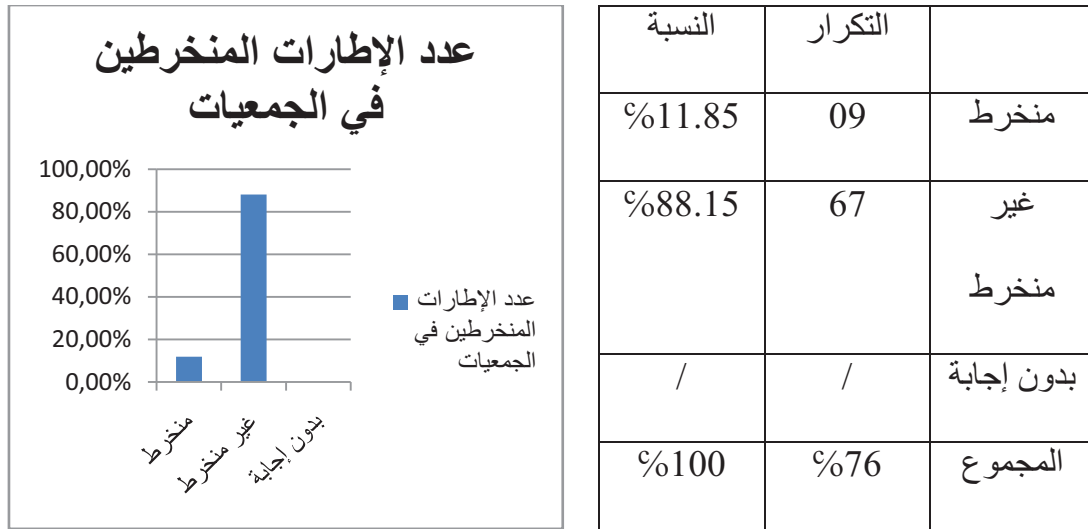 عدد الإطارات المنخرطين
في الجمعيات
100,00%
80,00%
60,00%
40,00%
20,00%
0,00%
منخرط
غير منخرط
بدون إجابة
عدد الإطارات
المنخرطين في
الجمعيات
التكرار النسبة
منخرط 09 %11.85
غير 67 %88.15
منخرط
بدون إجابة / /
المجموع %76 %100